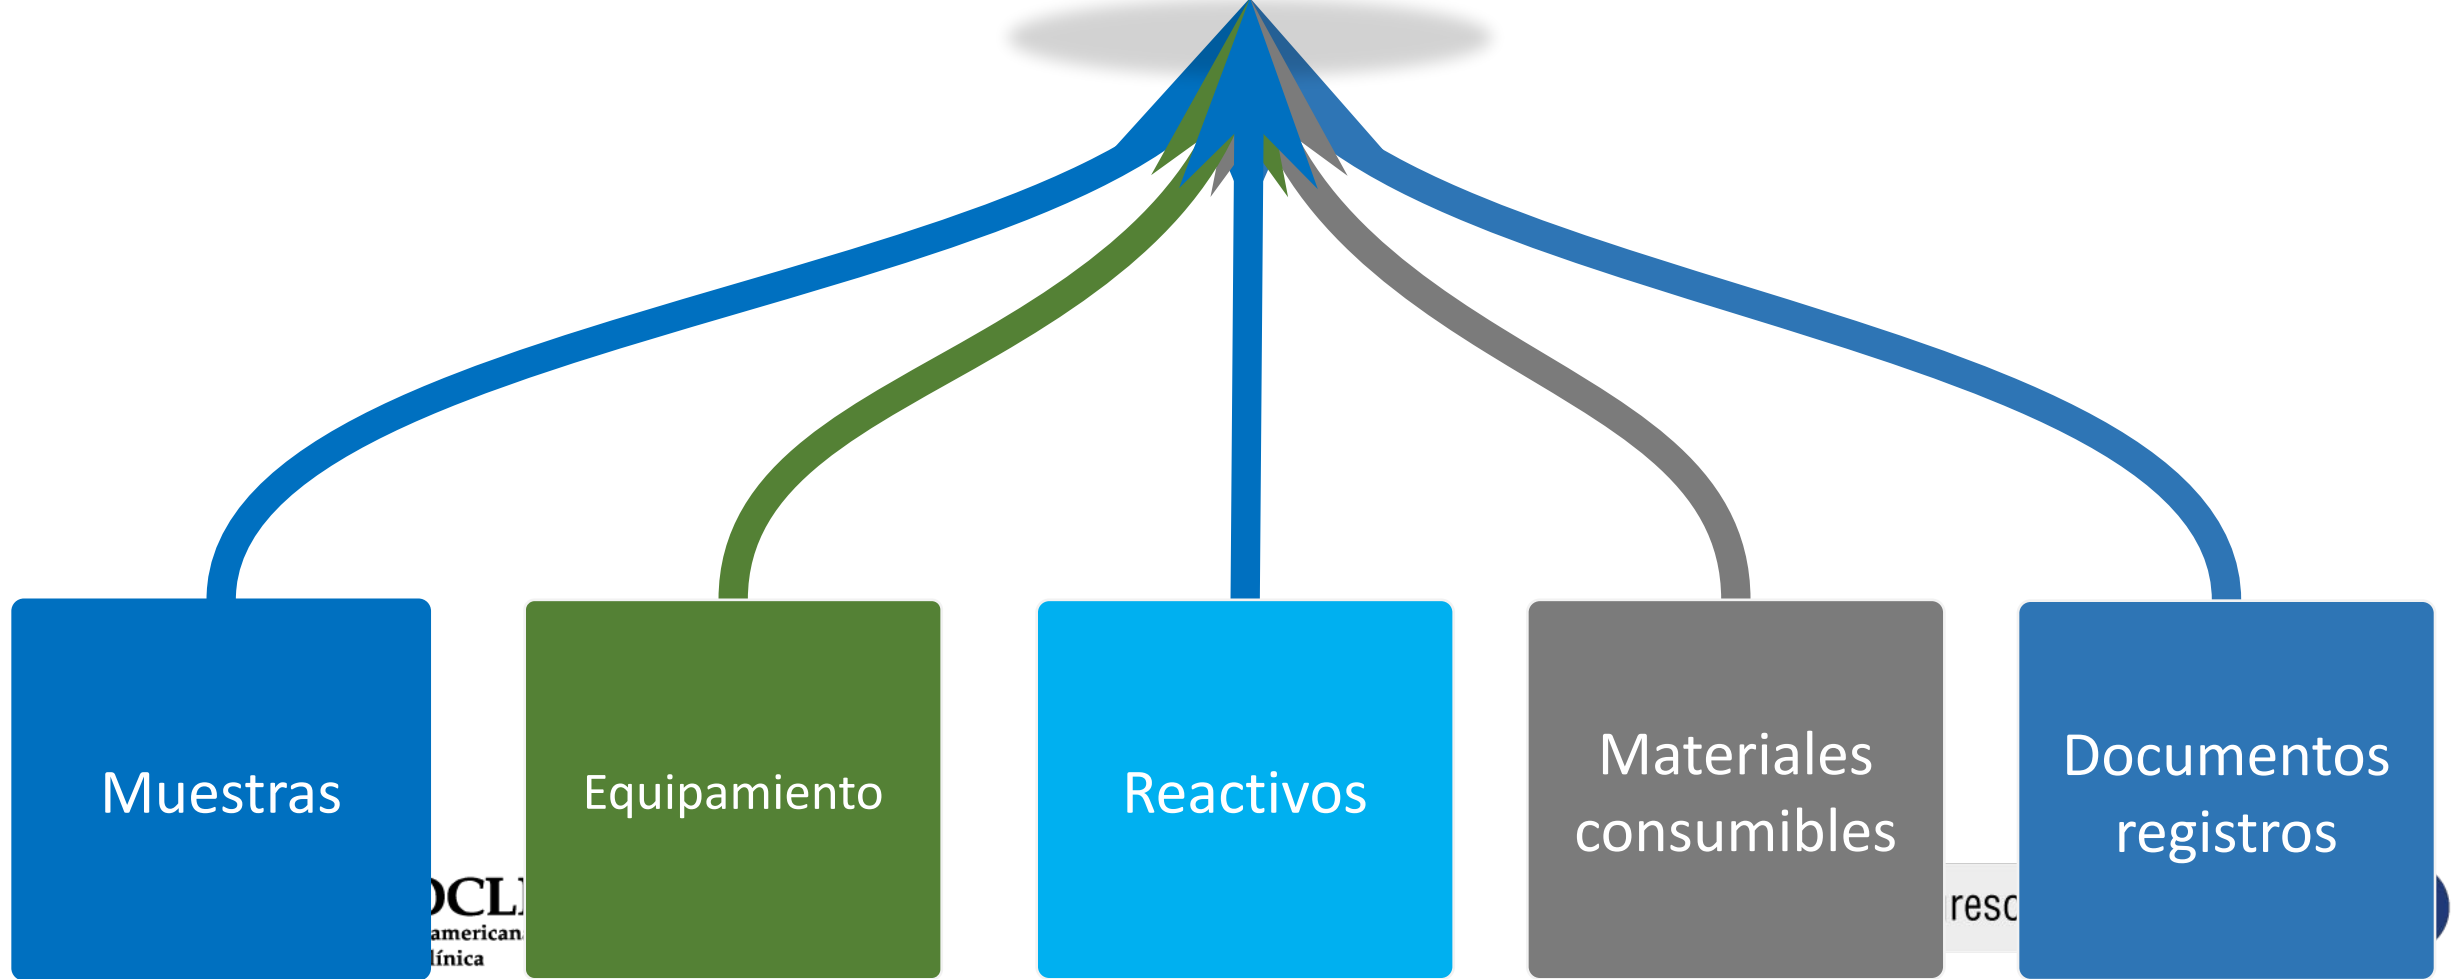 Muestras
Equipamiento
Reactivos
Materiales
consumibles
Documentos
registros